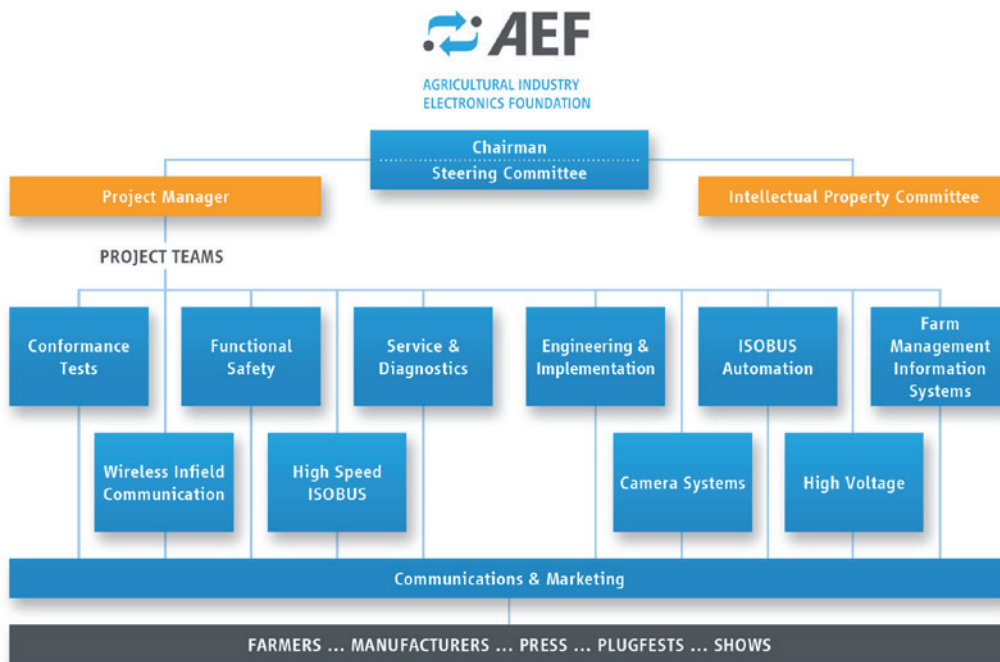 AEF
AGRICULTURAL INDUSTRY
ELECTRONICS FOUNDATION
Chairman
Steering Committee
Project Manager
Intellectual Property Committee
PROJECT TEAMS
Conformance
Tests
Functional
Safety
Service &
Diagnostics
Engineering &
Implementation
ISOBUS
Automation
Farm
Management
Information
Systems
Wireless Infield
Communication
High Speed
ISOBUS
Camera Systems
High Voltage
Communications & Marketing
FARMERS ... MANUFACTURERS ... PRESS ... PLUGFESTS ... SHOWS